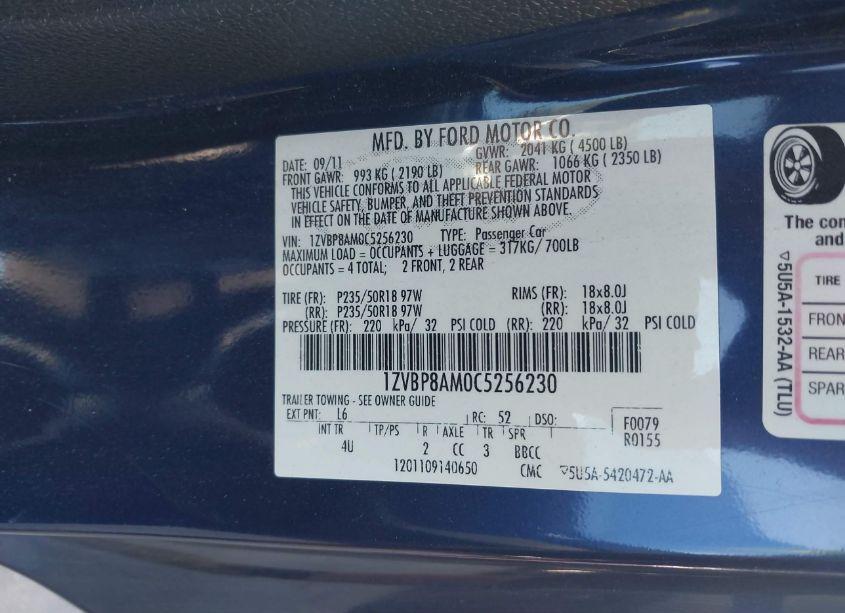 MFD. BY FORD MOTOR CO.
DATE: 09/11 GVWR: 2041 KG ( 4500 LB)
FRONT GAWR: 993 KG ( 2190 LB) REAR GAWR: 1066 KG ( 2350 LB)
THIS VEHICLE CONFORMS TO ALL APPLICABLE FEDERAL MOTOR
VEHICLE SAFETY, BUMPER, AND THEFT PREVENTION STANDARDS
IN EFFECT ON THE DATE OF MANUFACTURE SHOWN ABOVE.
VIN: 1ZVBP8AM0C5256230 TYPE: Passenger Car
MAXIMUM LOAD = OCCUPANTS + LUGGAGE = 317KG/ 700LB
OCCUPANTS = 4 TOTAL; 2 FRONT, 2 REAR
TIRE (FR): P235/50R18 97W RIMS (FR): 18x8.0J
(RR): P235/50R18 97W (RR): 18x8.0J
PRESSURE (FR): 220 kPa/ 32 PSI COLD (RR): 220 kPa/ 32 PSI COLD
1ZVBP8AM0C5256230
TRAILER TOWING - SEE OWNER GUIDE
EXT PNT: L6 RC: 52 DSO: F0079
R0155
INT TR TP/PS R AXLE TR SPR
4U 2 CC 3 BBCC
1201109140650 CMC 5U5A-5420472-AA
The con
and
5U5A-1532-AA (TLU)
TIRE
FRON
REAR
SPAR